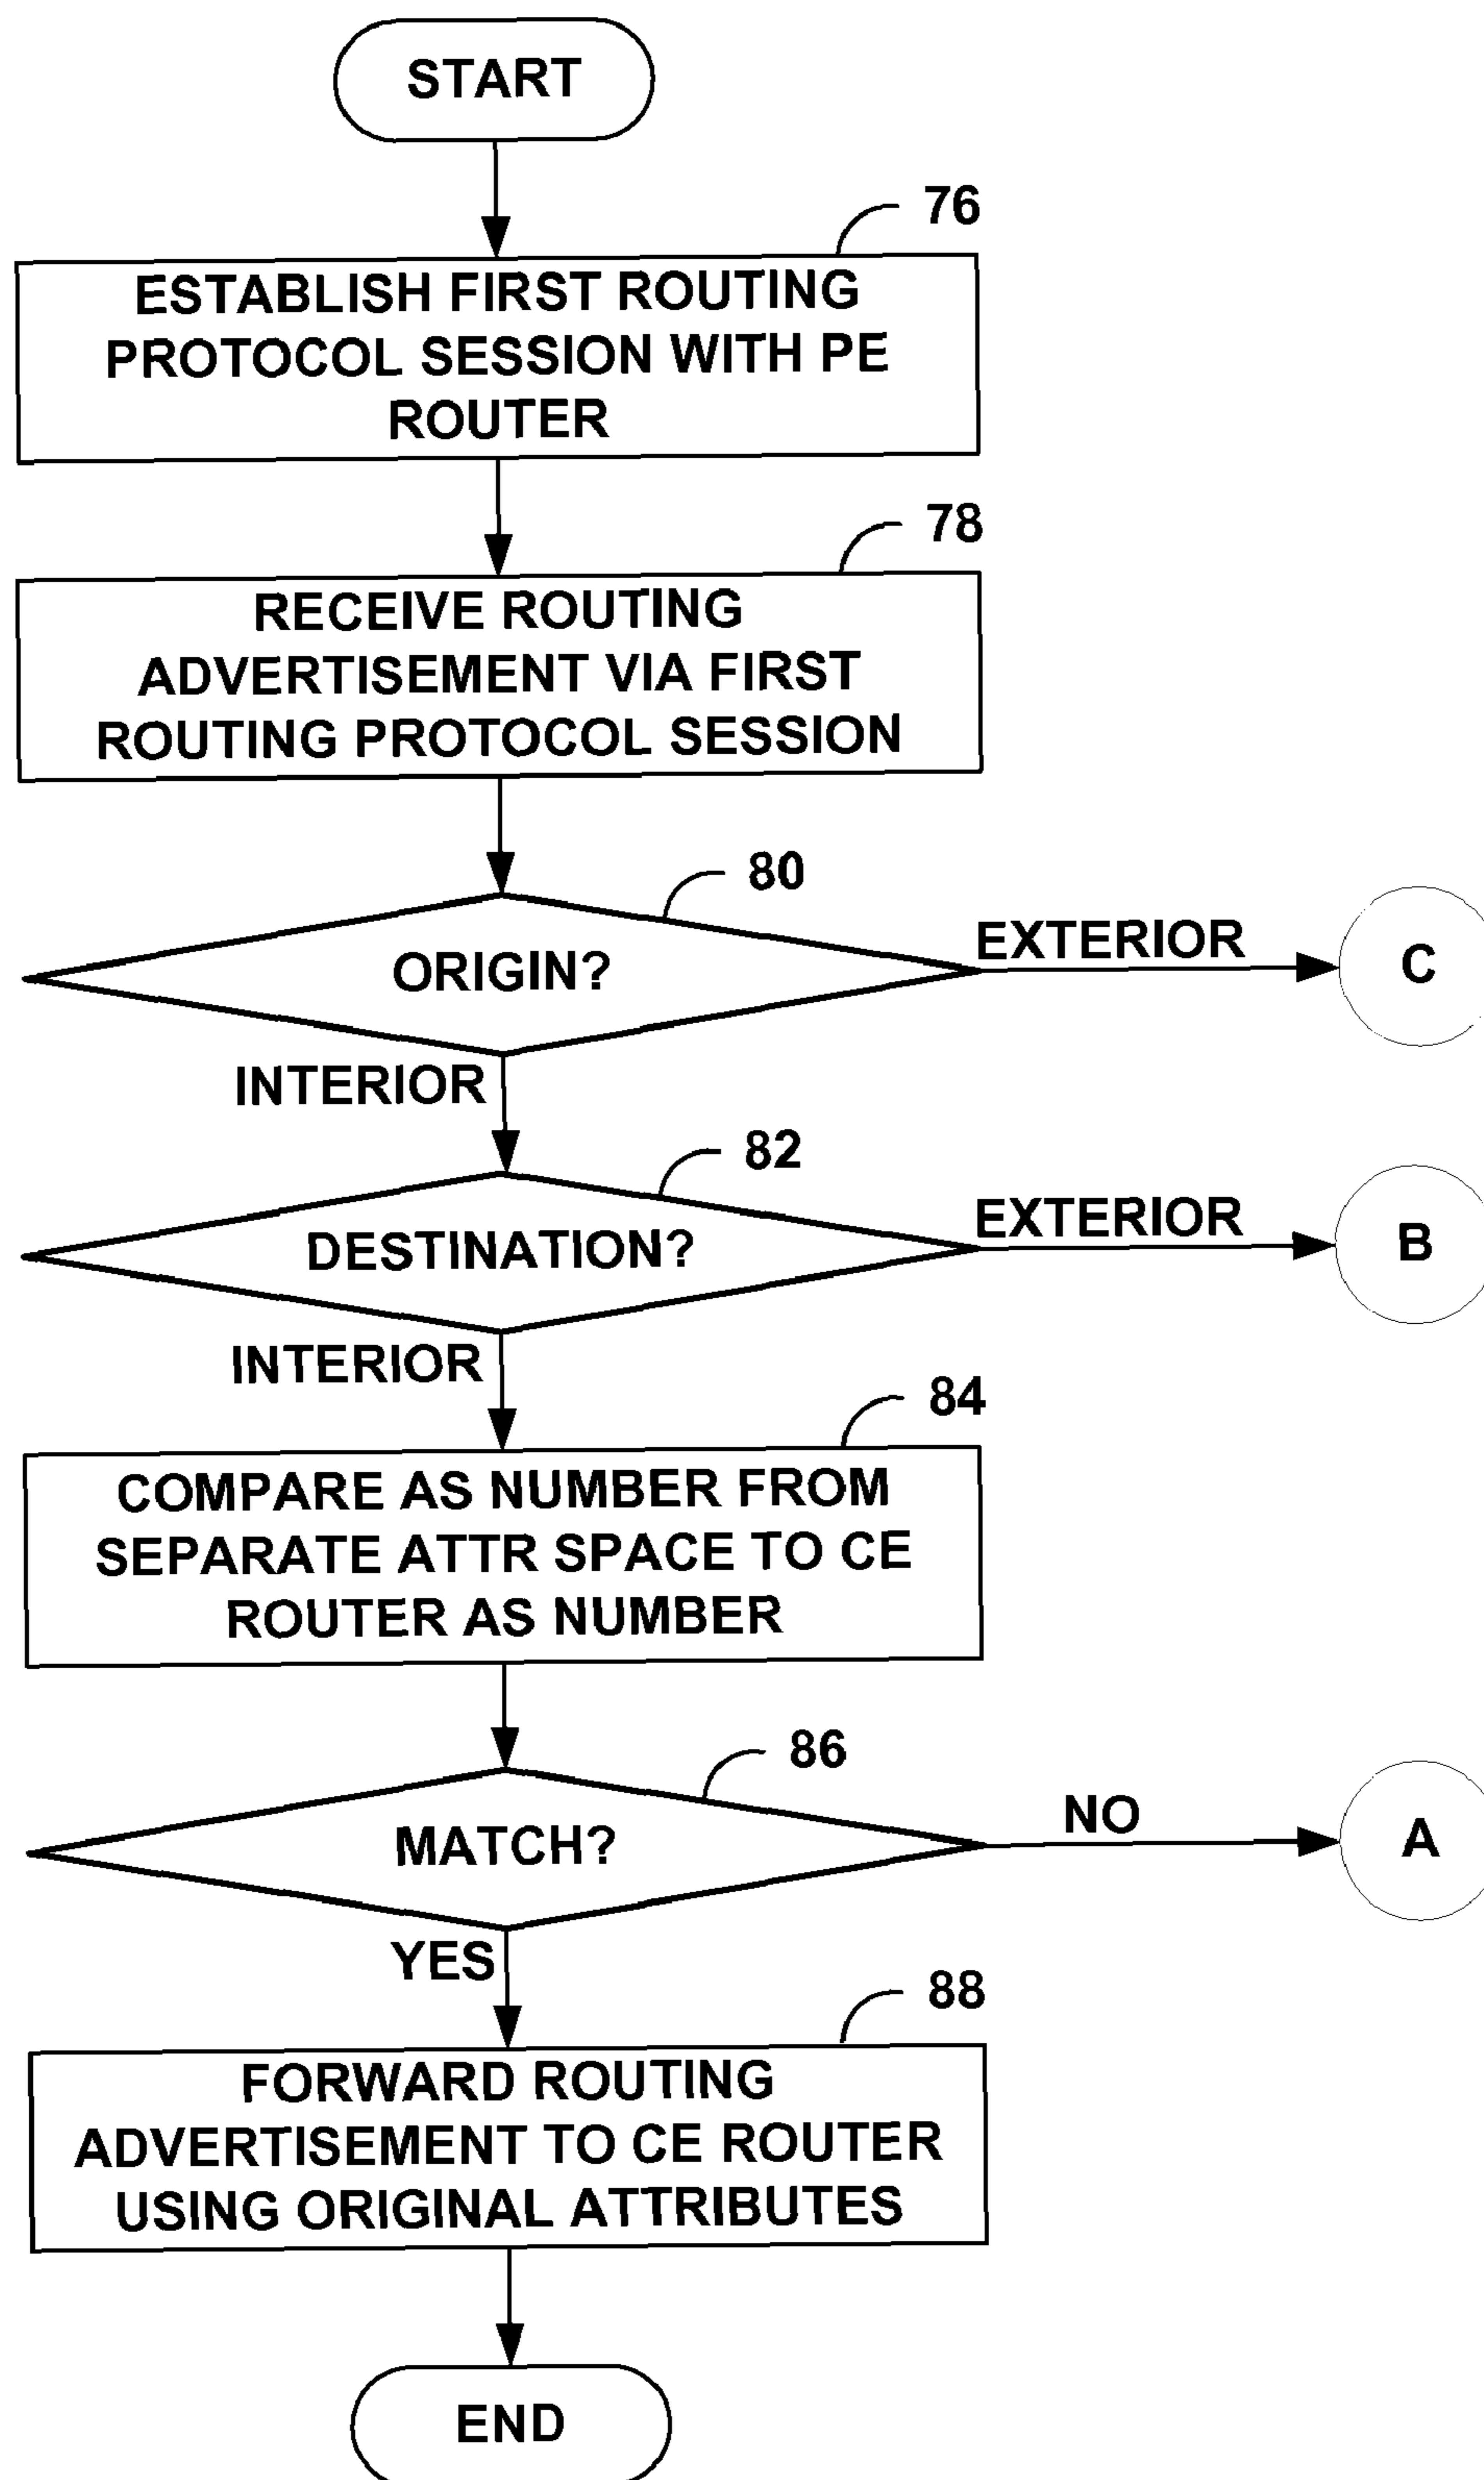 START
76
ESTABLISH FIRST ROUTING
PROTOCOL SESSION WITH PE
ROUTER
78
RECEIVE ROUTING
ADVERTISEMENT VIA FIRST
ROUTING PROTOCOL SESSION
80
ORIGIN?
EXTERIOR
C
INTERIOR
82
DESTINATION?
EXTERIOR
B
INTERIOR
84
COMPARE AS NUMBER FROM
SEPARATE ATTR SPACE TO CE
ROUTER AS NUMBER
86
MATCH?
NO
A
YES
88
FORWARD ROUTING
ADVERTISEMENT TO CE ROUTER
USING ORIGINAL ATTRIBUTES
END